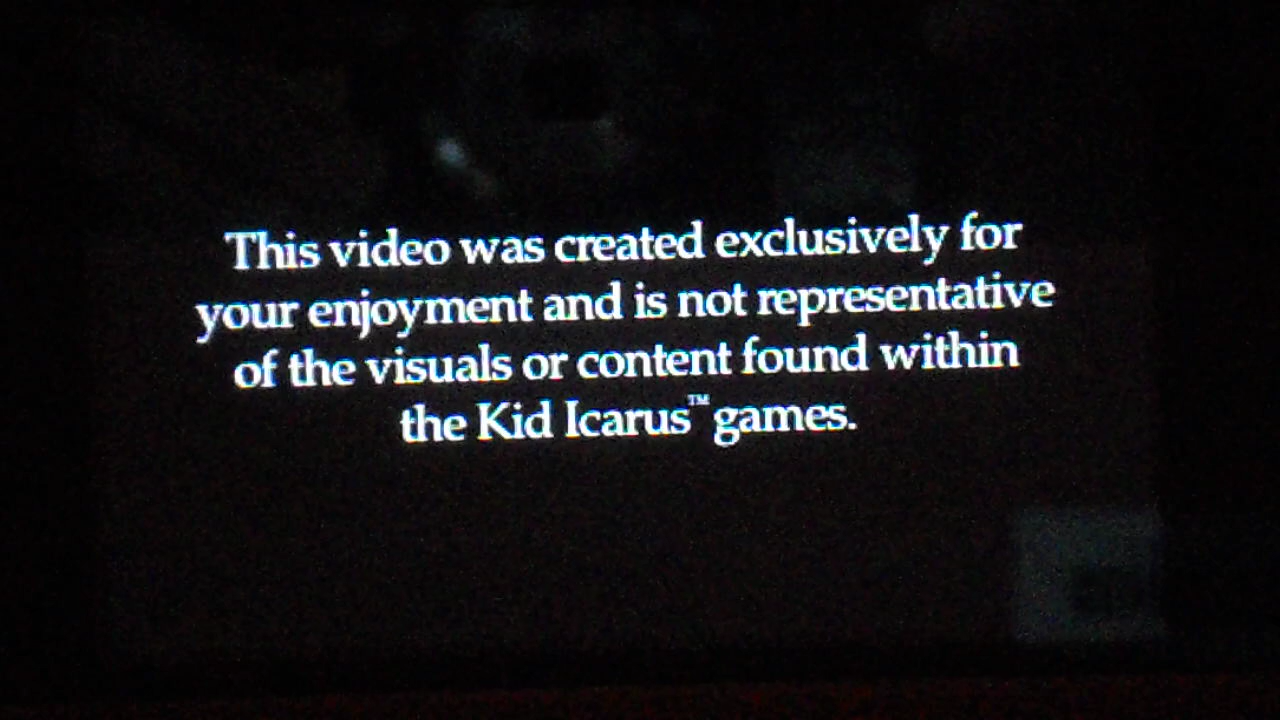 This video was created exclusively for
your enjoyment and is not representative
of the visuals or content found within
the Kid Icarus™ games.